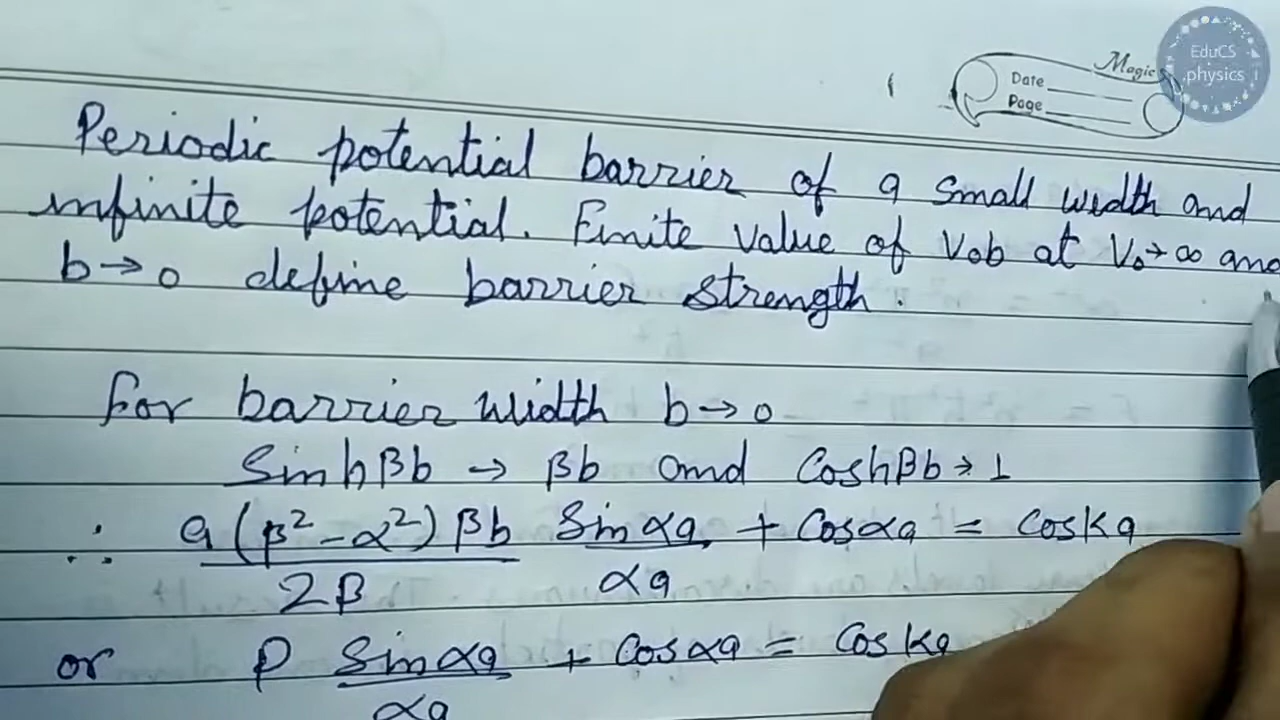 EduCS
physics
Magic
Date
Page
Periodic potential barrier of a small width and
infinite potential. Finite value of V₀b at V₀→∞ and
b→0 define barrier strength.
For barrier width b→0
Sinhβb → βb and Coshβb → 1
∴ a(β²-α²)βb/2β Sinαa/αa + Cosαa = CosKa
or P Sinαa/αa + Cosαa = CosKa